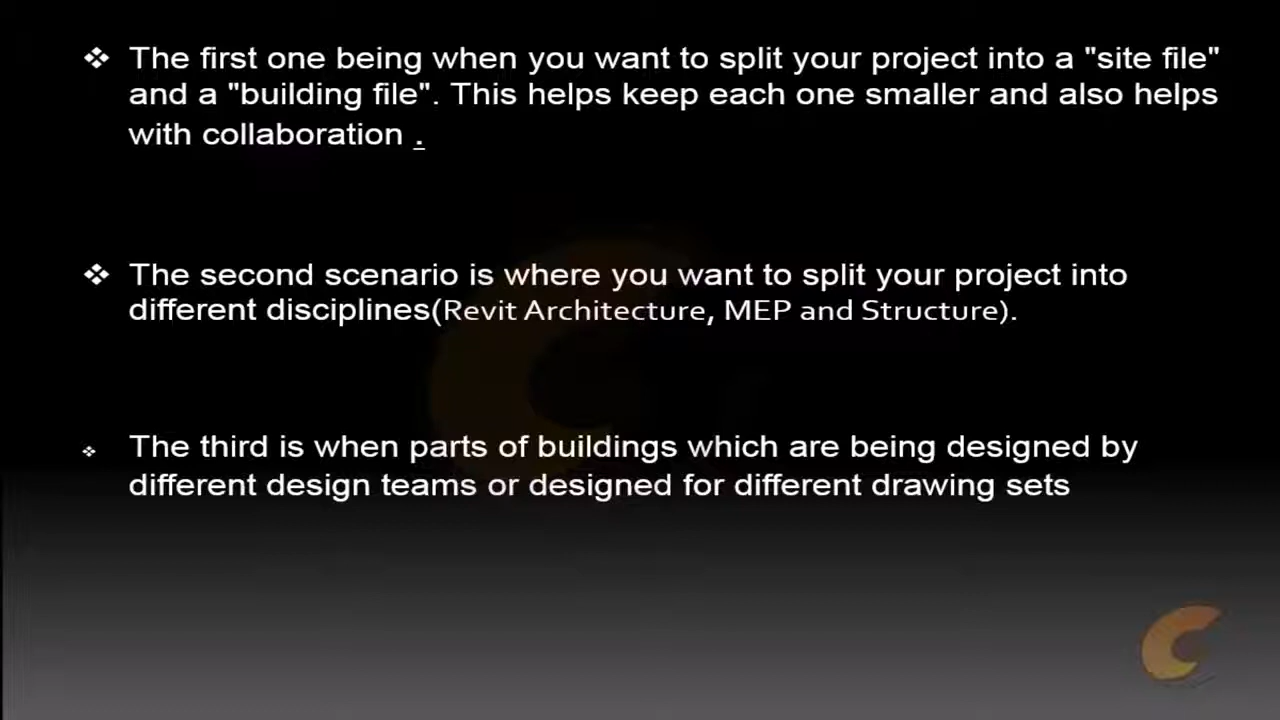 ❖ The first one being when you want to split your project into a "site file"
and a "building file". This helps keep each one smaller and also helps
with collaboration .
❖ The second scenario is where you want to split your project into
different disciplines(Revit Architecture, MEP and Structure).
❖ The third is when parts of buildings which are being designed by
different design teams or designed for different drawing sets